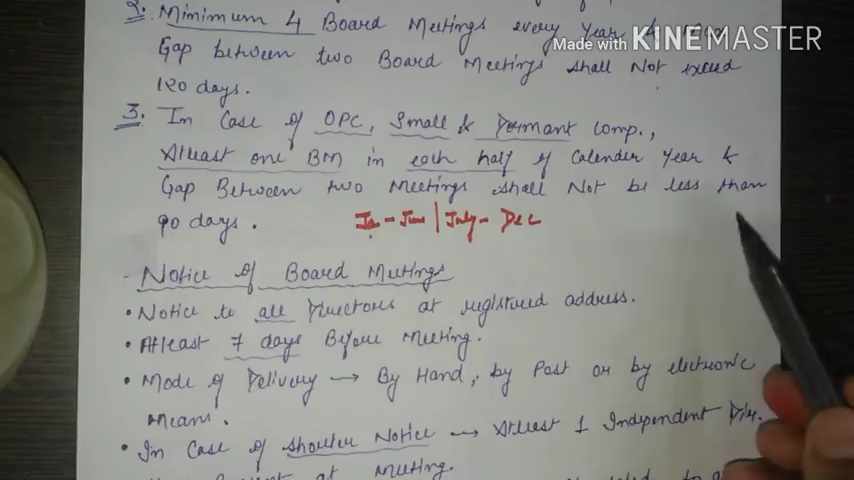 2. Minimum 4 Board Meetings every Year &
Made with KINEMASTER
Gap between two Board Meetings shall Not exceed
120 days.
3. In Case of OPC, Small & Dormant Comp.,
Atleast one BM in each half of Calender Year &
Gap Between two Meetings shall Not be less than
90 days.
Jan - June | July - Dec
- Notice of Board Meetings
• Notice to all Directors at registered address.
• Atleast 7 days Before Meeting.
• Mode of Delivery → By Hand, by Post or by electronic
Means.
• In Case of shorter Notice → Atleast 1 Independent Dir.
at Meeting.